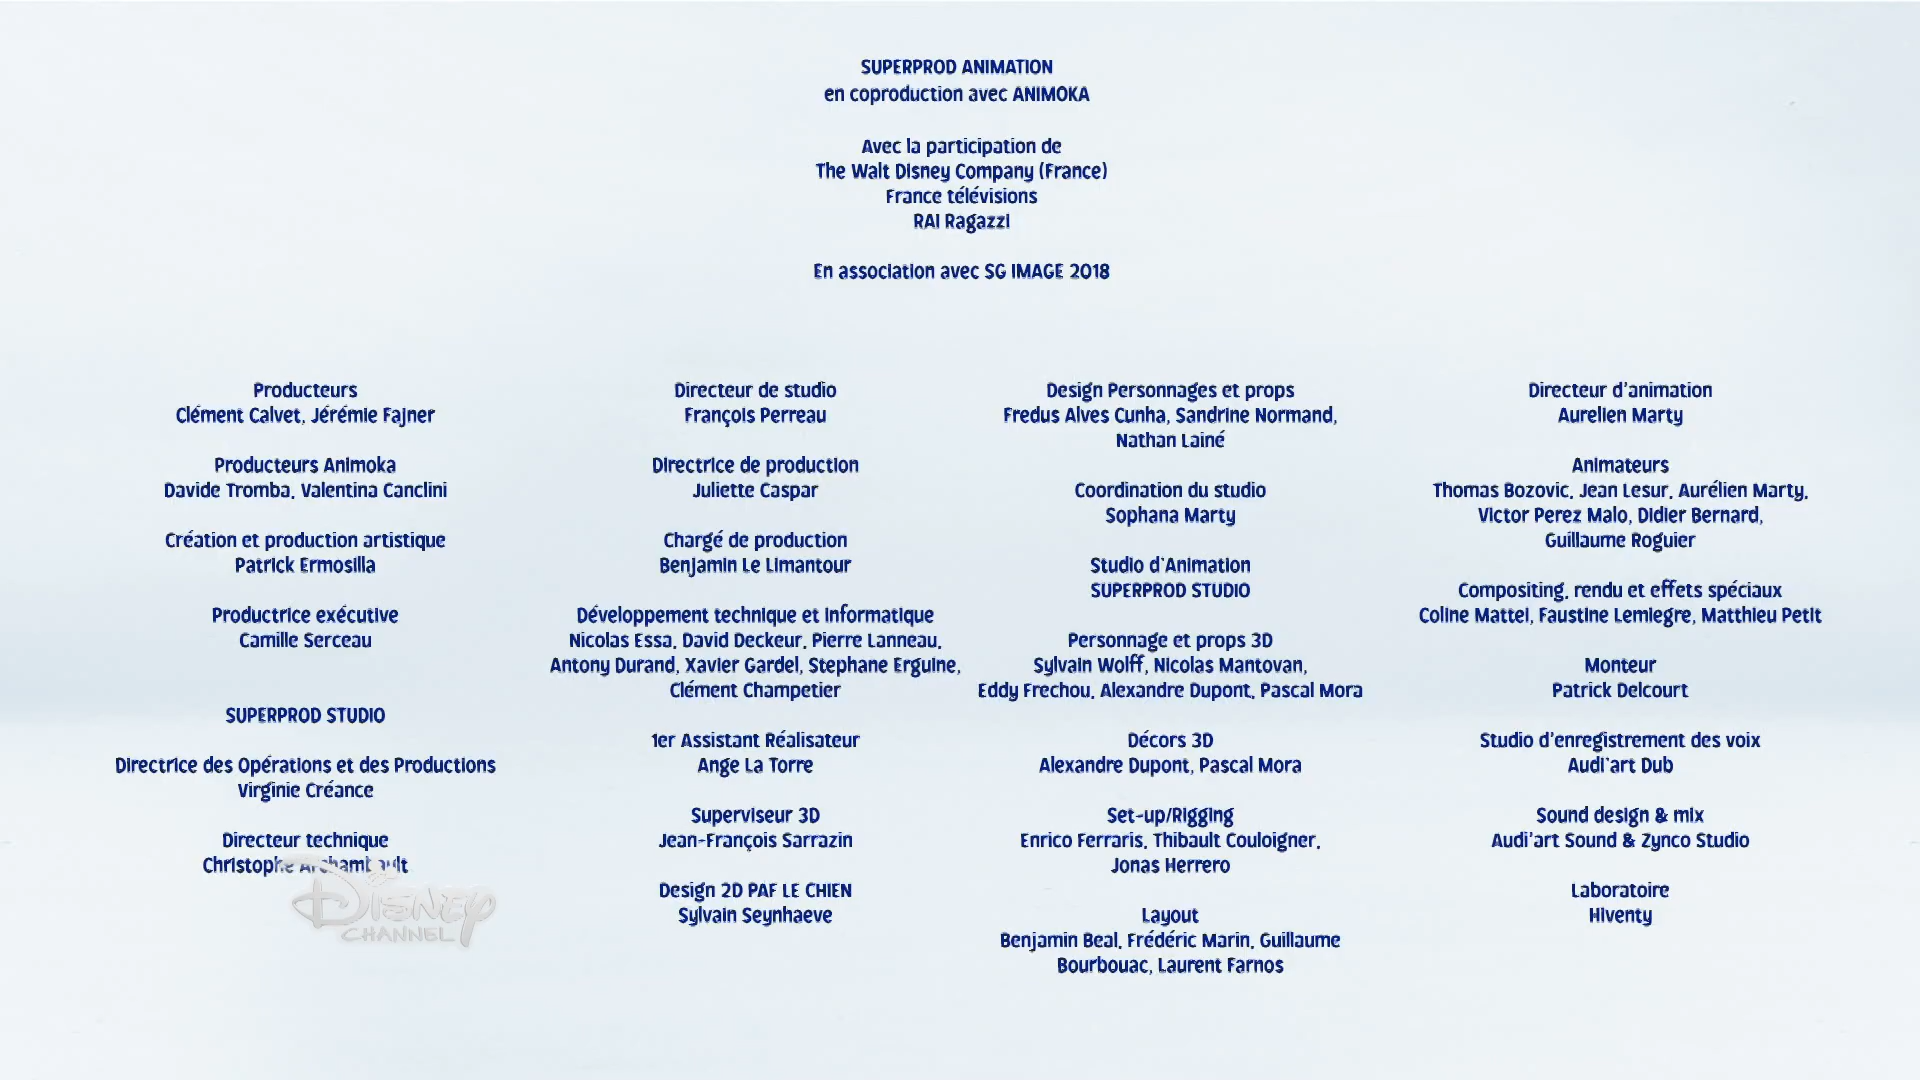 SUPERPROD ANIMATION
en coproduction avec ANIMOKA
Avec la participation de
The Walt Disney Company (France)
France télévisions
RAI Ragazzi
En association avec SG IMAGE 2018
Producteurs
Clément Calvet, Jérémie Fajner
Producteurs Animoka
Davide Tromba, Valentina Canclini
Création et production artistique
Patrick Ermosilla
Productrice exécutive
Camille Serceau
SUPERPROD STUDIO
Directrice des Opérations et des Productions
Virginie Créance
Directeur technique
Christophe Archambault
Disney
CHANNEL
Directeur de studio
François Perreau
Directrice de production
Juliette Caspar
Chargé de production
Benjamin Le Limantour
Développement technique et informatique
Nicolas Essa, David Deckeur, Pierre Lanneau,
Antony Durand, Xavier Gardel, Stephane Erguine,
Clément Champetier
1er Assistant Réalisateur
Ange La Torre
Superviseur 3D
Jean-François Sarrazin
Design 2D PAF LE CHIEN
Sylvain Seynhaeve
Design Personnages et props
Fredus Alves Cunha, Sandrine Normand,
Nathan Lainé
Coordination du studio
Sophana Marty
Studio d'Animation
SUPERPROD STUDIO
Personnage et props 3D
Sylvain Wolff, Nicolas Mantovan,
Eddy Frechou, Alexandre Dupont, Pascal Mora
Décors 3D
Alexandre Dupont, Pascal Mora
Set-up/Rigging
Enrico Ferraris, Thibault Couloigner,
Jonas Herrero
Layout
Benjamin Beal, Frédéric Marin, Guillaume
Bourbouac, Laurent Farnos
Directeur d'animation
Aurelien Marty
Animateurs
Thomas Bozovic, Jean Lesur, Aurélien Marty,
Victor Perez Malo, Didier Bernard,
Guillaume Roguier
Compositing, rendu et effets spéciaux
Coline Mattei, Faustine Lemiegre, Matthieu Petit
Monteur
Patrick Delcourt
Studio d'enregistrement des voix
Audi'art Dub
Sound design & mix
Audi'art Sound & Zynco Studio
Laboratoire
Hiventy